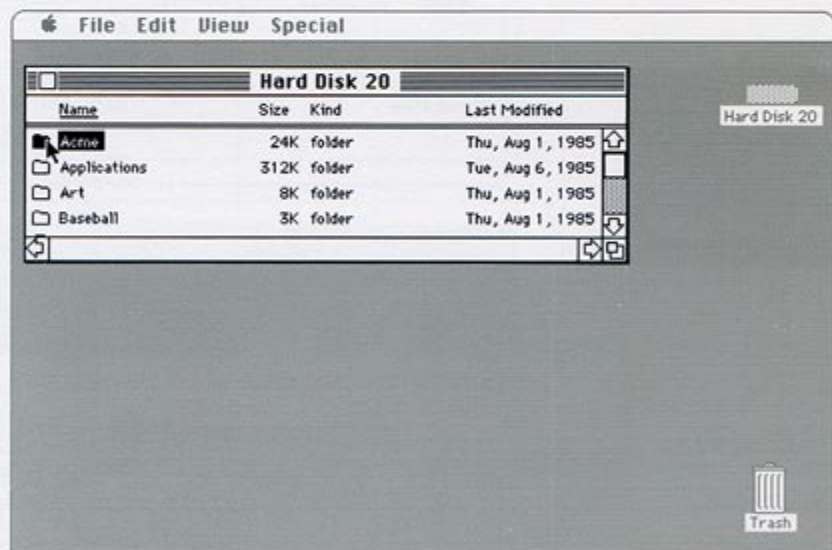 File Edit View Special
Hard Disk 20
Name Size Kind Last Modified
Acme 24K folder Thu, Aug 1, 1985
Applications 312K folder Tue, Aug 6, 1985
Art 8K folder Thu, Aug 1, 1985
Baseball 3K folder Thu, Aug 1, 1985
Hard Disk 20
Trash